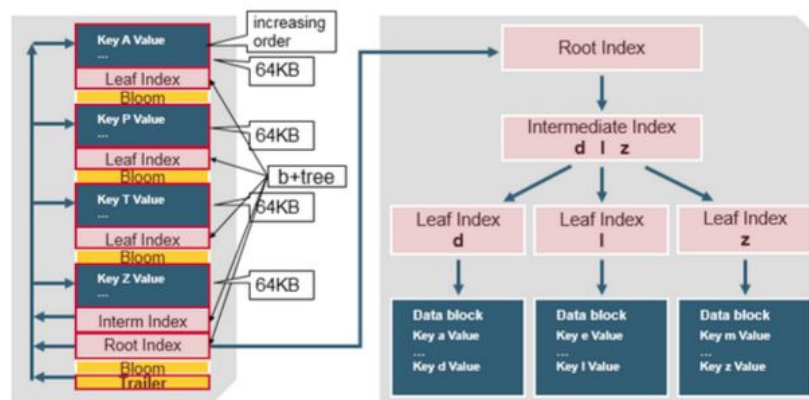 Key A Value
...
Leaf Index
Bloom
Key P Value
...
Leaf Index
Bloom
Key T Value
...
Leaf Index
Bloom
Key Z Value
...
Interm Index
Root Index
Bloom
Trailer
increasing
order
64KB
64KB
b+tree
64KB
64KB
Root Index
Intermediate Index
d l z
Leaf Index
d
Leaf Index
l
Leaf Index
z
Data block
Key a Value
...
Key d Value
Data block
Key e Value
...
Key l Value
Data block
Key m Value
...
Key z Value